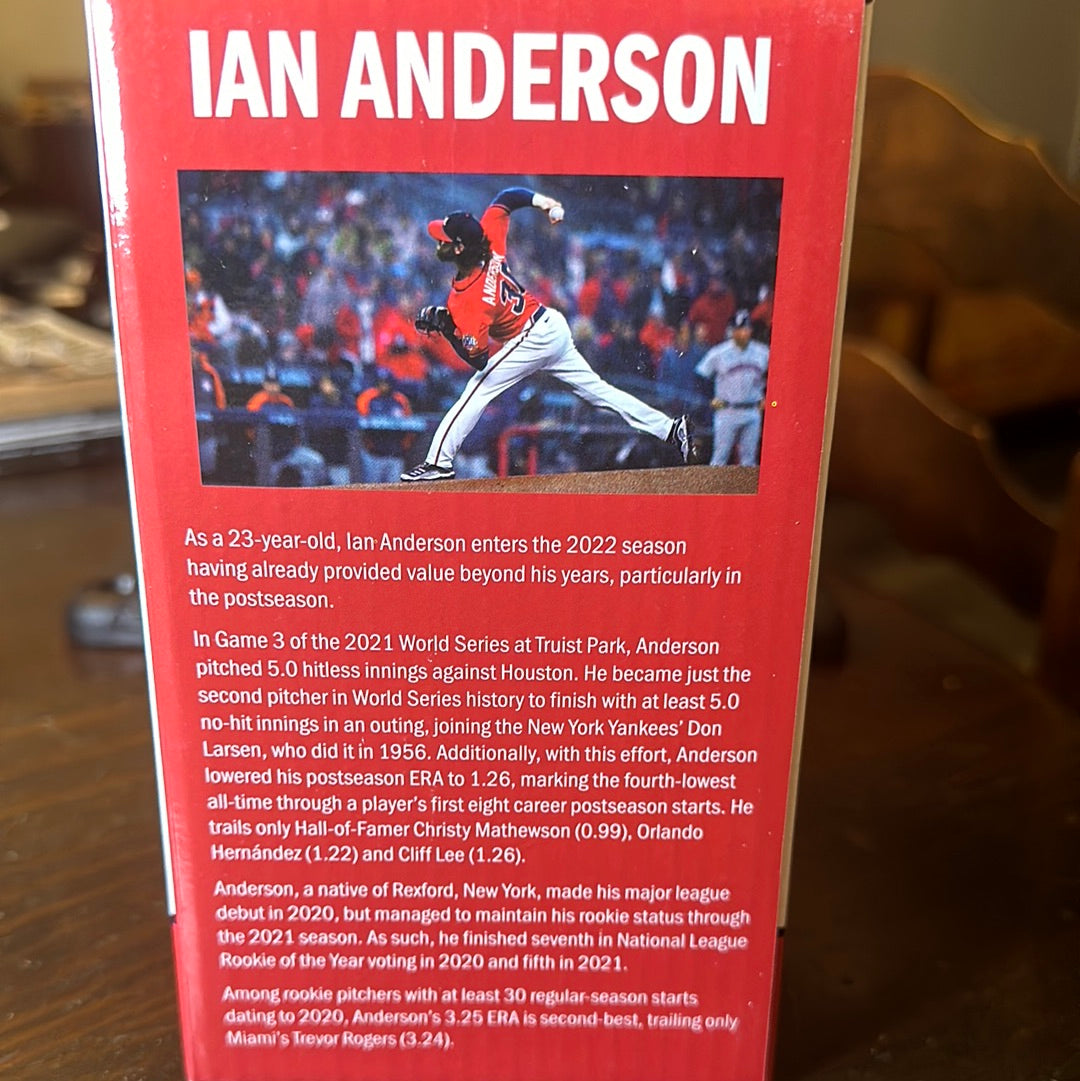 IAN ANDERSON
ANDERSON
As a 23-year-old, Ian Anderson enters the 2022 season
having already provided value beyond his years, particularly in
the postseason.
In Game 3 of the 2021 World Series at Truist Park, Anderson
pitched 5.0 hitless innings against Houston. He became just the
second pitcher in World Series history to finish with at least 5.0
no-hit innings in an outing, joining the New York Yankees' Don
Larsen, who did it in 1956. Additionally, with this effort, Anderson
lowered his postseason ERA to 1.26, marking the fourth-lowest
all-time through a player's first eight career postseason starts. He
trails only Hall-of-Famer Christy Mathewson (0.99), Orlando
Hernández (1.22) and Cliff Lee (1.26).
Anderson, a native of Rexford, New York, made his major league
debut in 2020, but managed to maintain his rookie status through
the 2021 season. As such, he finished seventh in National League
Rookie of the Year voting in 2020 and fifth in 2021.
Among rookie pitchers with at least 30 regular-season starts
dating to 2020, Anderson's 3.25 ERA is second-best, trailing only
Miami's Trevor Rogers (3.24).